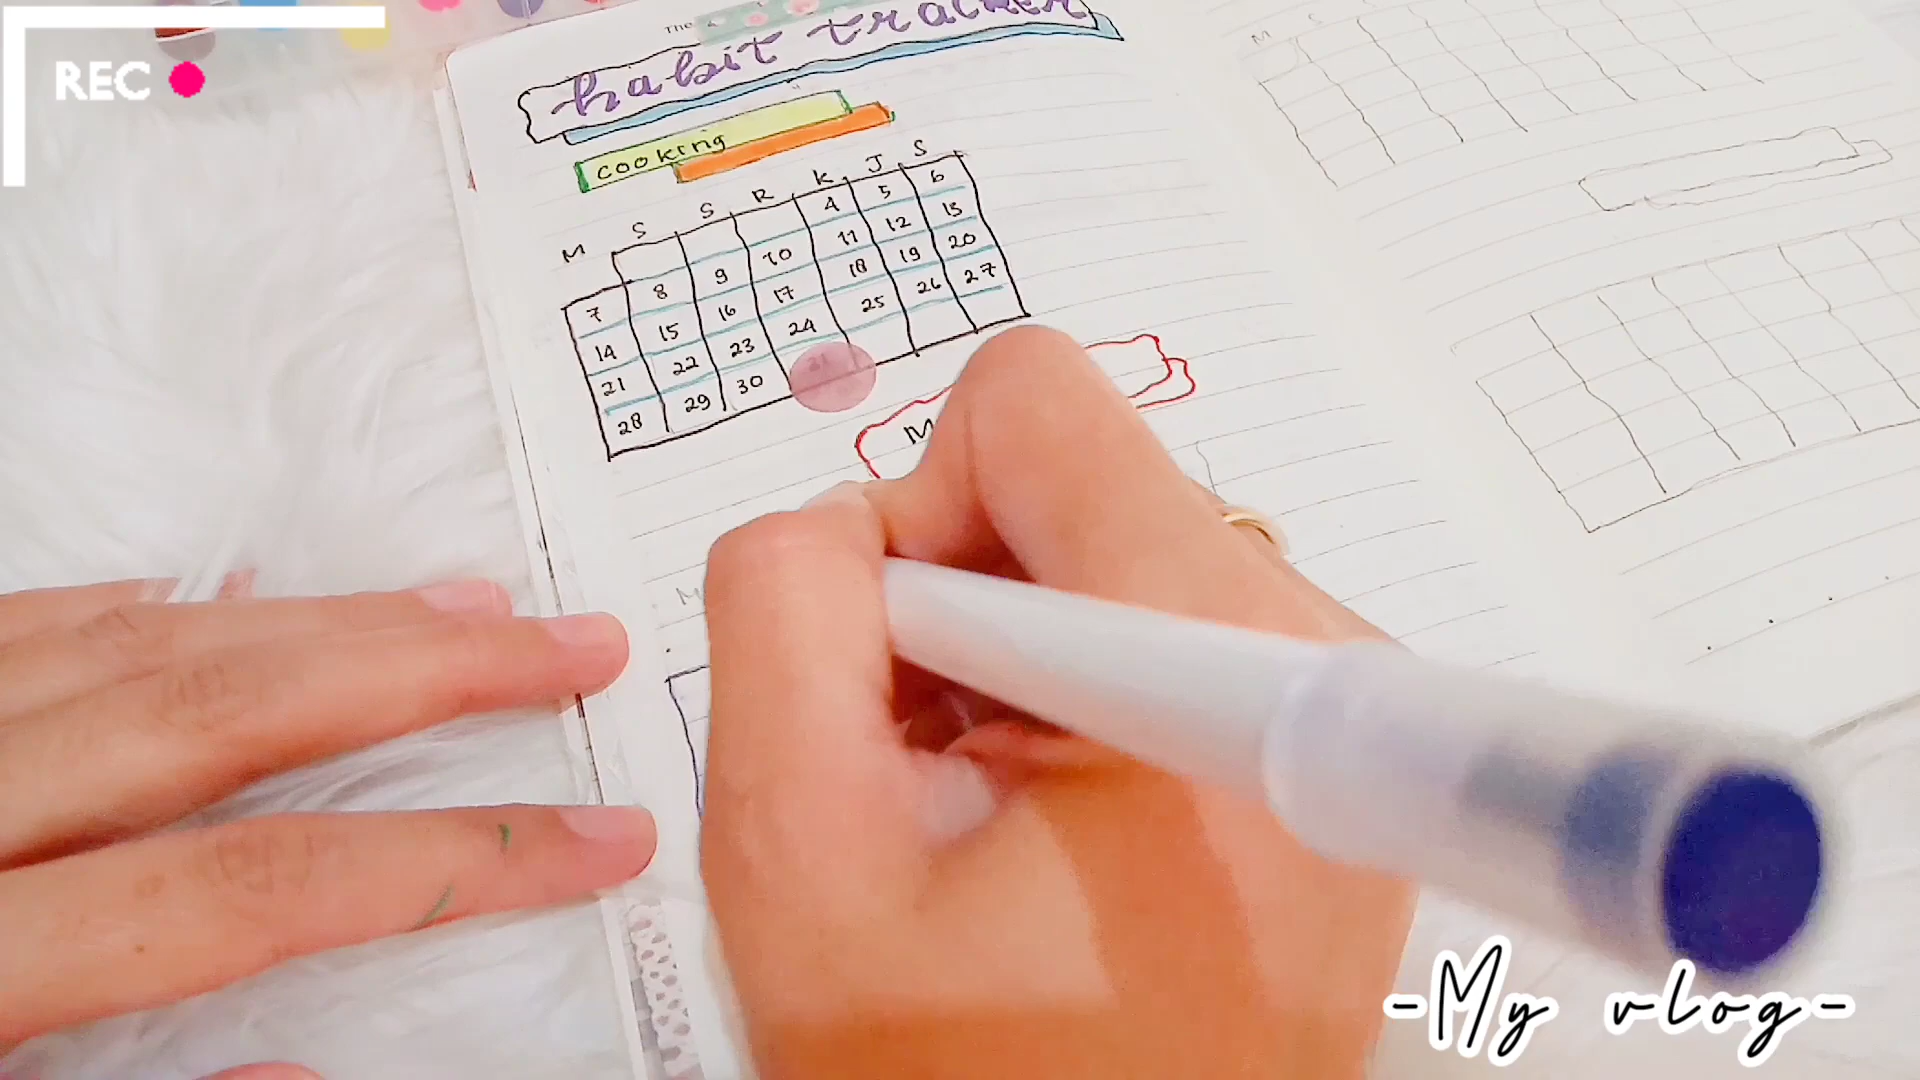 REC
The
habit tracker
cooking
M S S R K J S
4 5 6
7 8 9 10 11 12 13
14 15 16 17 18 19 20
21 22 23 24 25 26 27
28 29 30
M
M
M S
-My vlog-